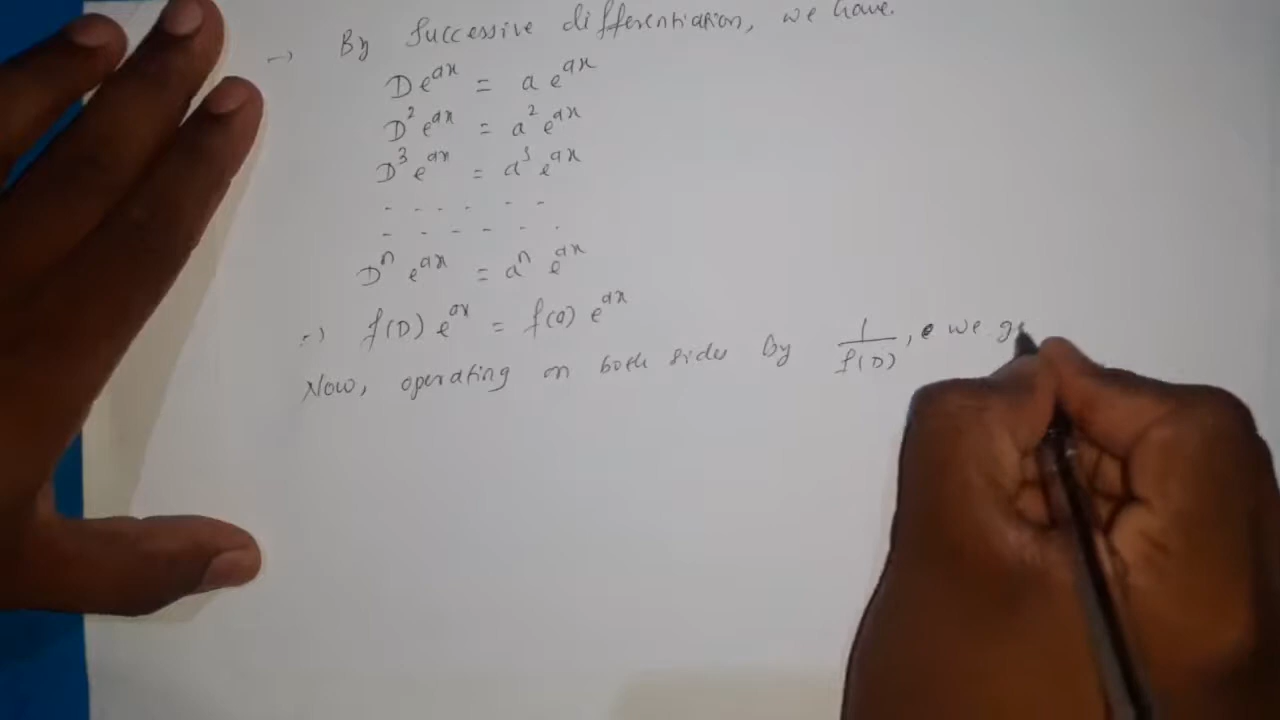 → By Successive differentiation, we have.
D e^ax = a e^ax
D^2 e^ax = a^2 e^ax
D^3 e^ax = a^3 e^ax
- - - - - -
- - - - - .
D^n e^ax = a^n e^ax
∴ f(D) e^ax = f(a) e^ax
Now, operating on both sides by 1/f(D), we g